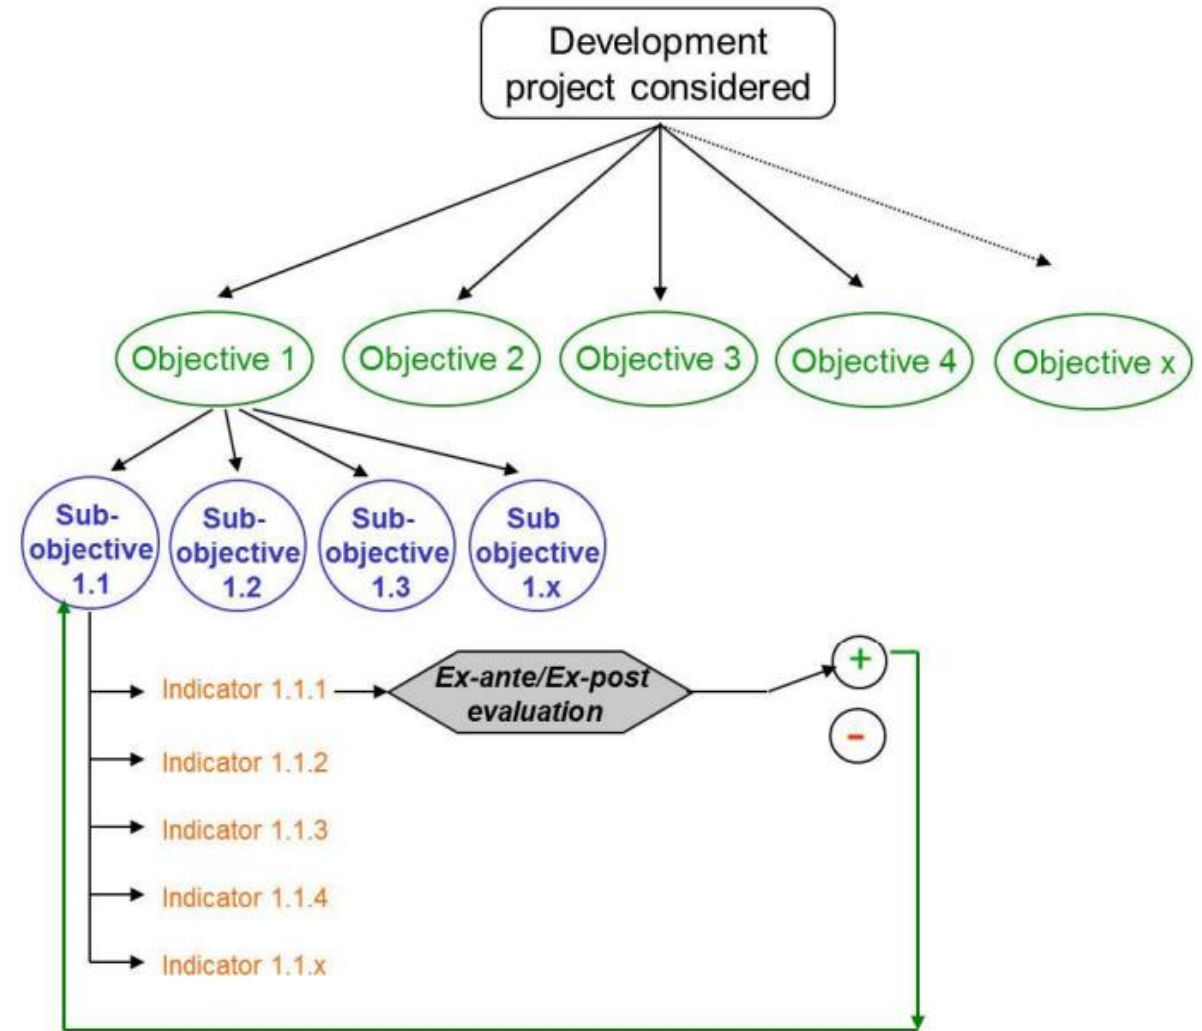 Development
project considered
Objective 1
Objective 2
Objective 3
Objective 4
Objective x
Sub-
objective
1.1
Sub-
objective
1.2
Sub-
objective
1.3
Sub
objective
1.x
Indicator 1.1.1
Ex-ante/Ex-post
evaluation
+
-
Indicator 1.1.2
Indicator 1.1.3
Indicator 1.1.4
Indicator 1.1.x